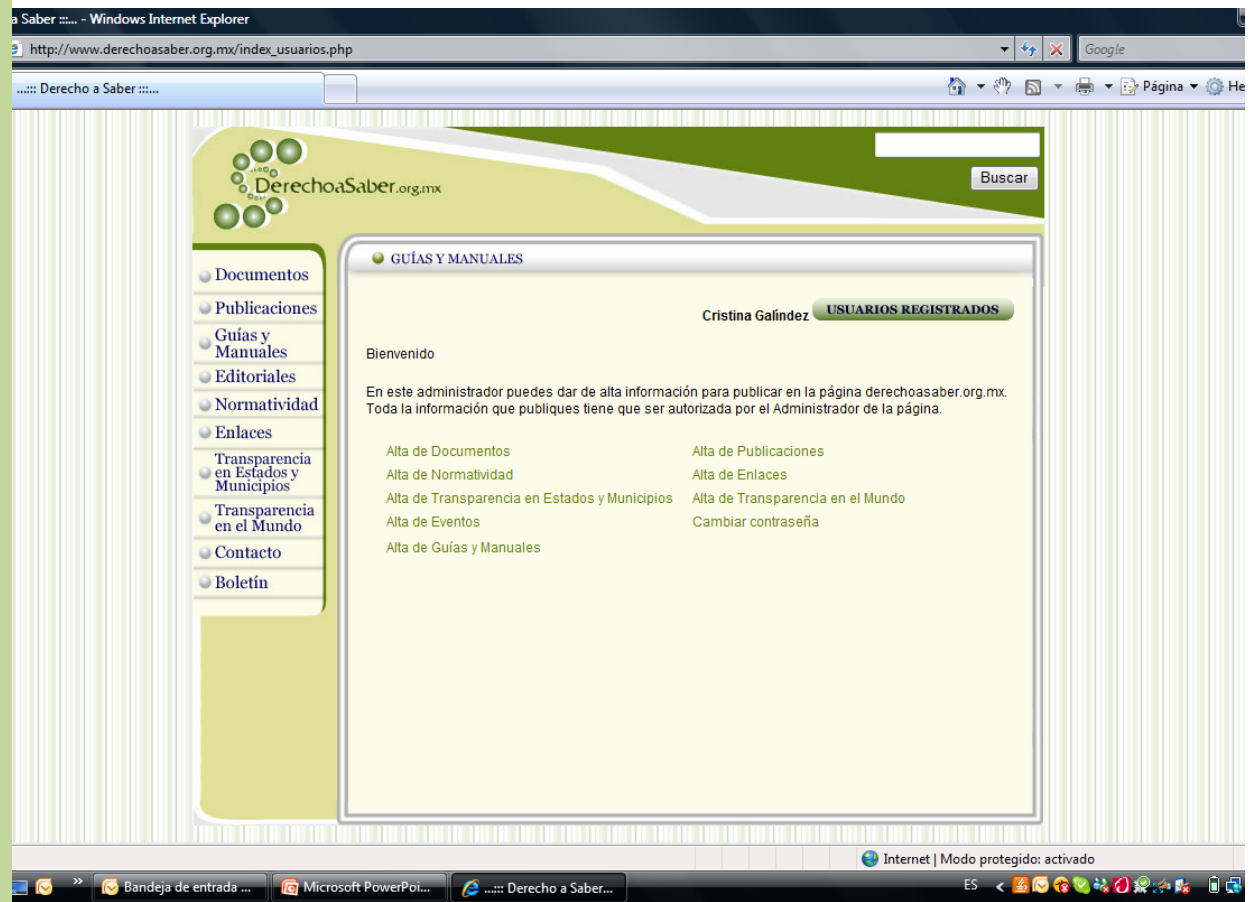 a Saber :::... - Windows Internet Explorer
http://www.derechoasaber.org.mx/index_usuarios.php
Google
...::: Derecho a Saber :::...
Página
He
DerechoaSaber.org.mx
Buscar
Documentos
Publicaciones
Guías y
Manuales
Editoriales
Normatividad
Enlaces
Transparencia
en Estados y
Municipios
Transparencia
en el Mundo
Contacto
Boletín
GUÍAS Y MANUALES
Cristina Galíndez USUARIOS REGISTRADOS
Bienvenido
En este administrador puedes dar de alta información para publicar en la página derechoasaber.org.mx.
Toda la información que publiques tiene que ser autorizada por el Administrador de la página.
Alta de Documentos Alta de Publicaciones
Alta de Normatividad Alta de Enlaces
Alta de Transparencia en Estados y Municipios Alta de Transparencia en el Mundo
Alta de Eventos Cambiar contraseña
Alta de Guías y Manuales
Internet | Modo protegido: activado
Bandeja de entrada ... Microsoft PowerPoi... ...::: Derecho a Saber... ES